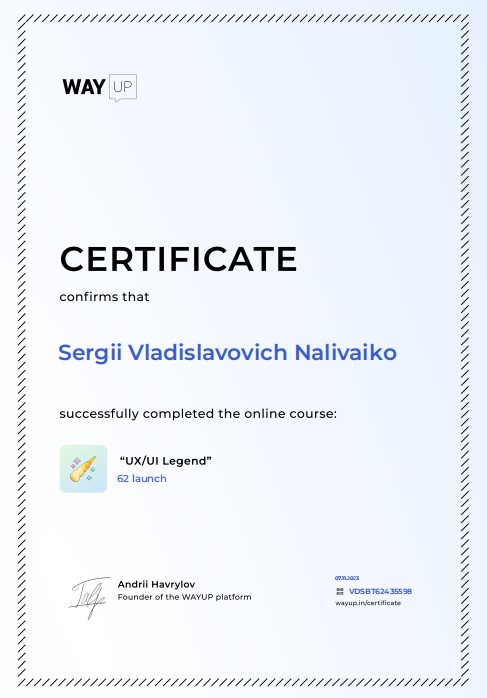 WAY UP
CERTIFICATE
confirms that
Sergii Vladislavovich Nalivaiko
successfully completed the online course:
“UX/UI Legend”
62 launch
Andrii Havrylov
Founder of the WAYUP platform
07.11.2023
VDSBT62435598
wayup.in/certificate